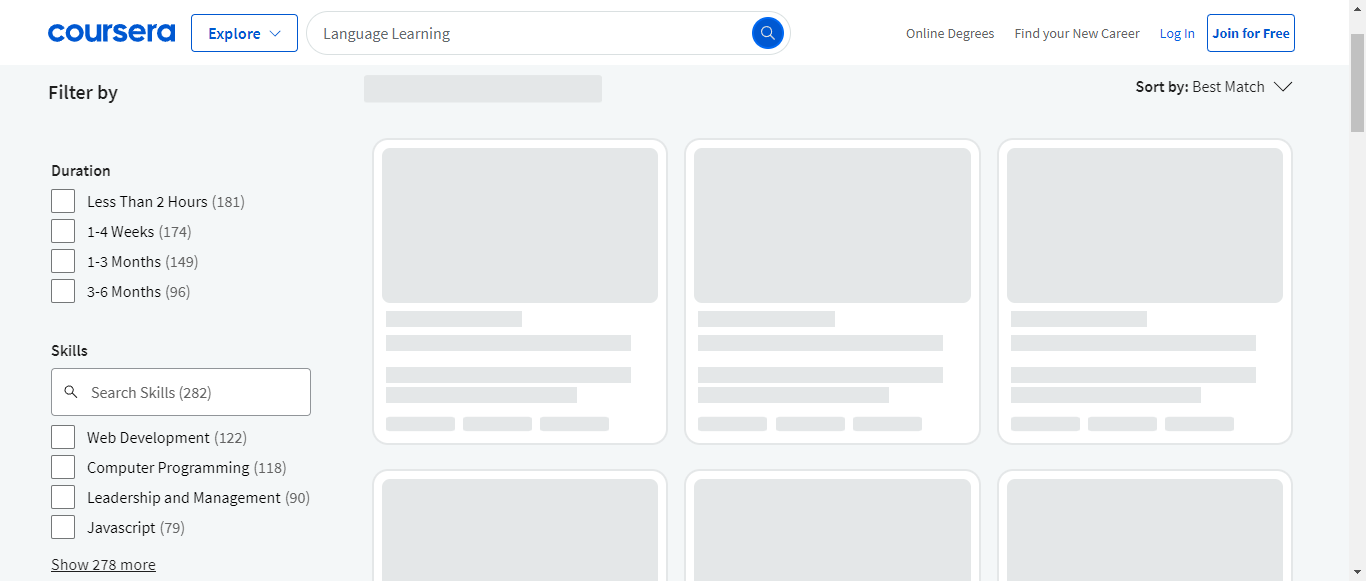 coursera
Explore
Language Learning
Online Degrees
Find your New Career
Log In
Join for Free
Filter by
Sort by: Best Match
Duration
Less Than 2 Hours (181)
1-4 Weeks (174)
1-3 Months (149)
3-6 Months (96)
Skills
Search Skills (282)
Web Development (122)
Computer Programming (118)
Leadership and Management (90)
Javascript (79)
Show 278 more